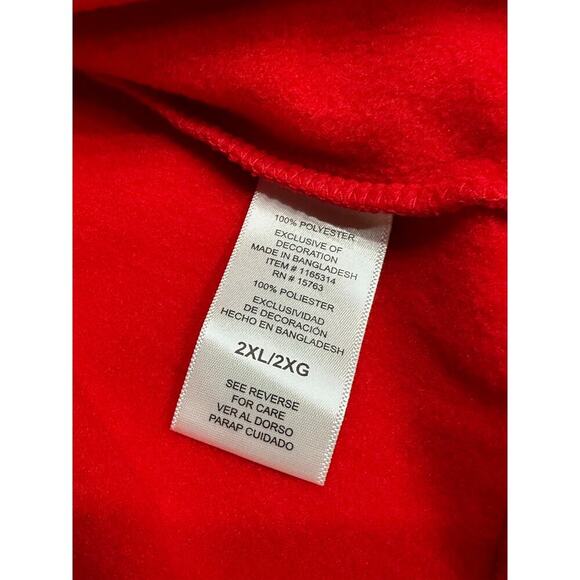 100% POLYESTER
EXCLUSIVE OF
DECORATION
MADE IN BANGLADESH
ITEM # 1165314
RN # 15763
100% POLIESTER
EXCLUSIVIDAD
DE DECORACIÓN
HECHO EN BANGLADESH
2XL/2XG
SEE REVERSE
FOR CARE
VER AL DORSO
PARAP CUIDADO